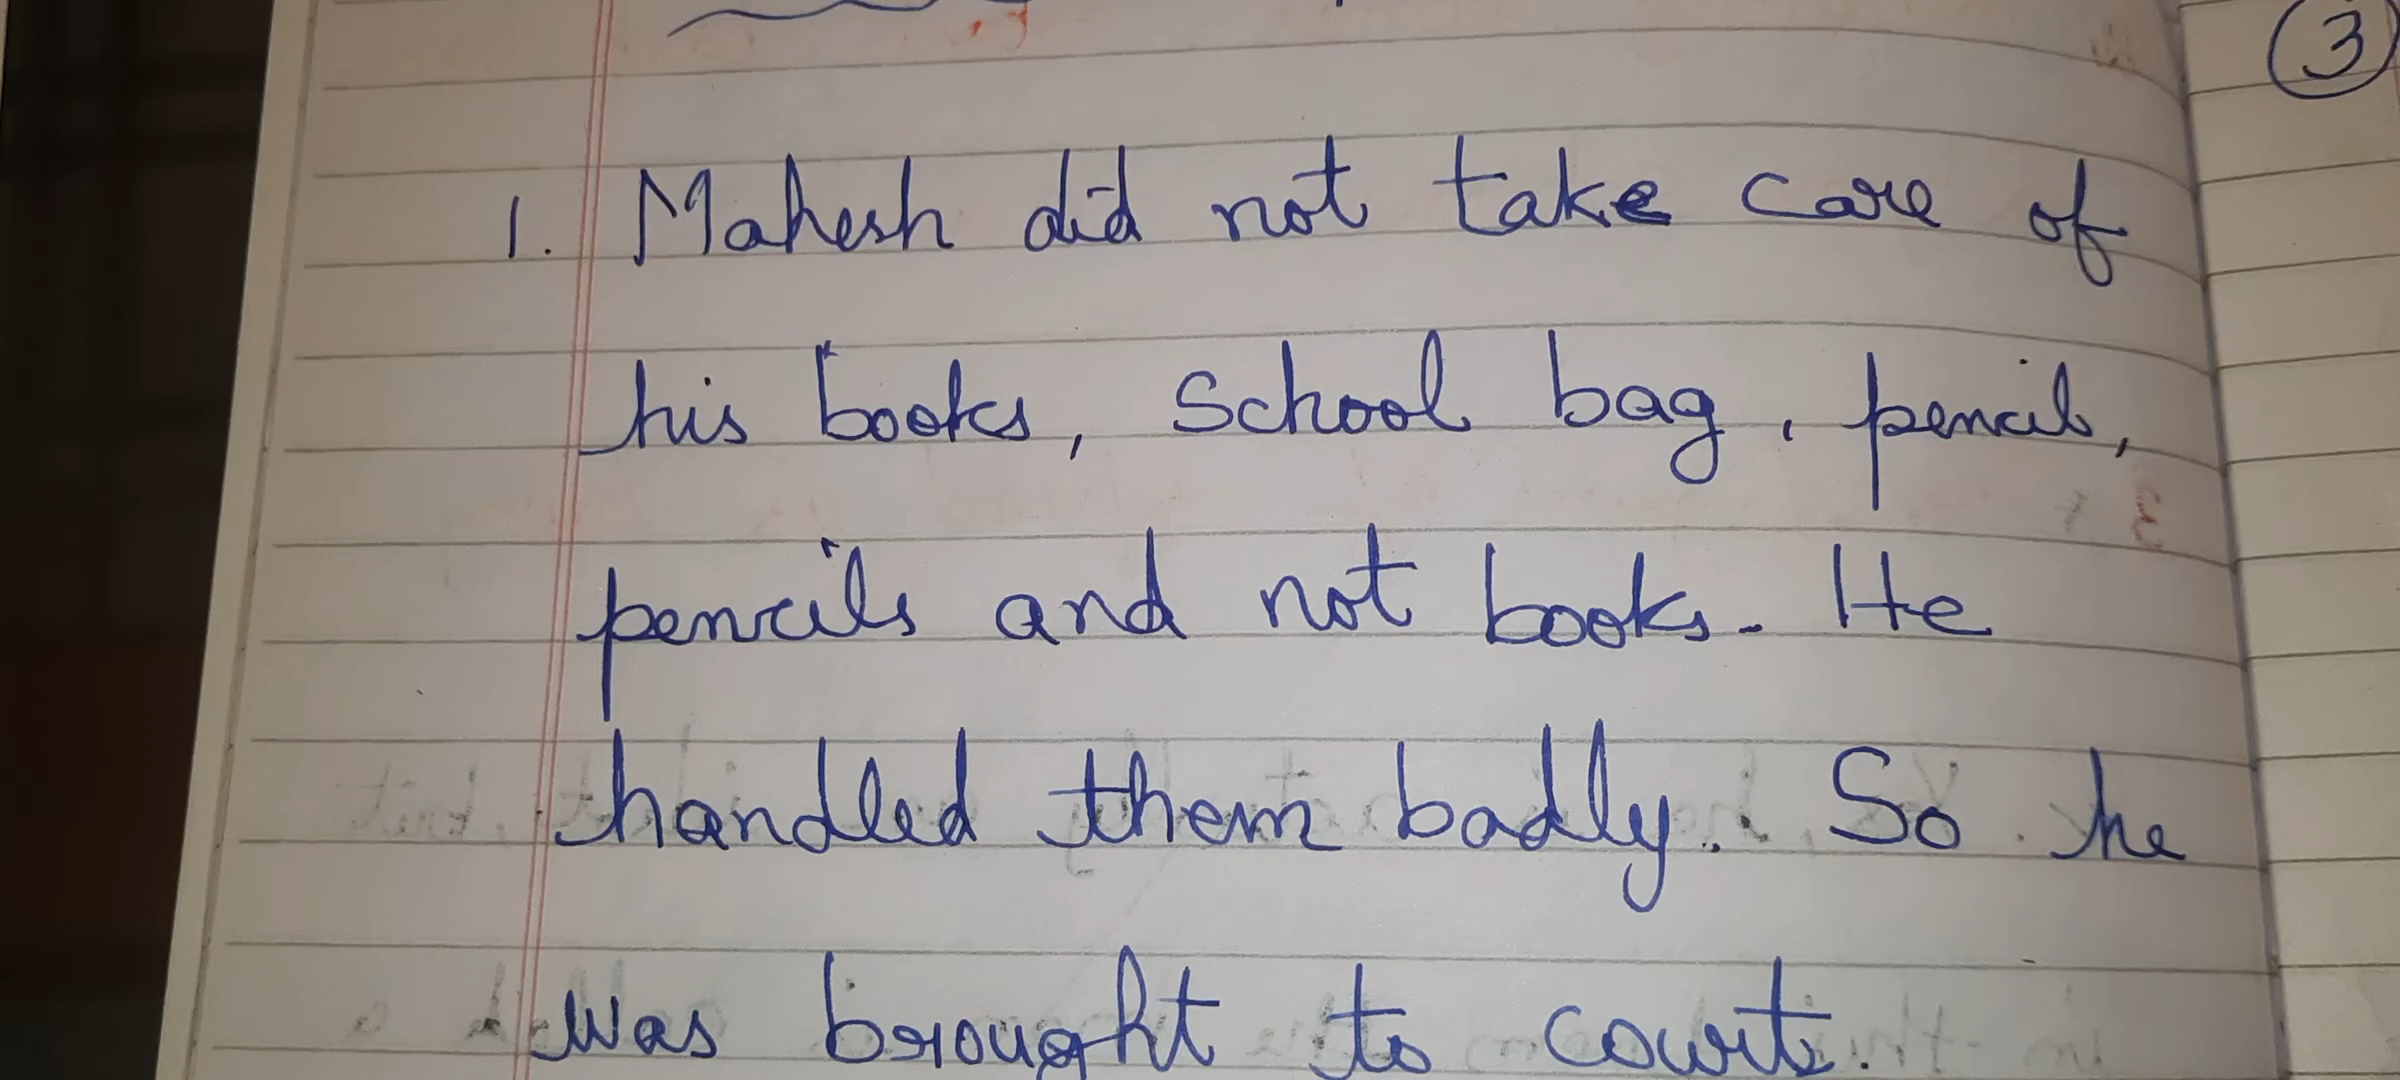 3
1. Mahesh did not take care of
his books, school bag, pencils,
pencils and not books. He
handled them badly. So he
was brought to court.